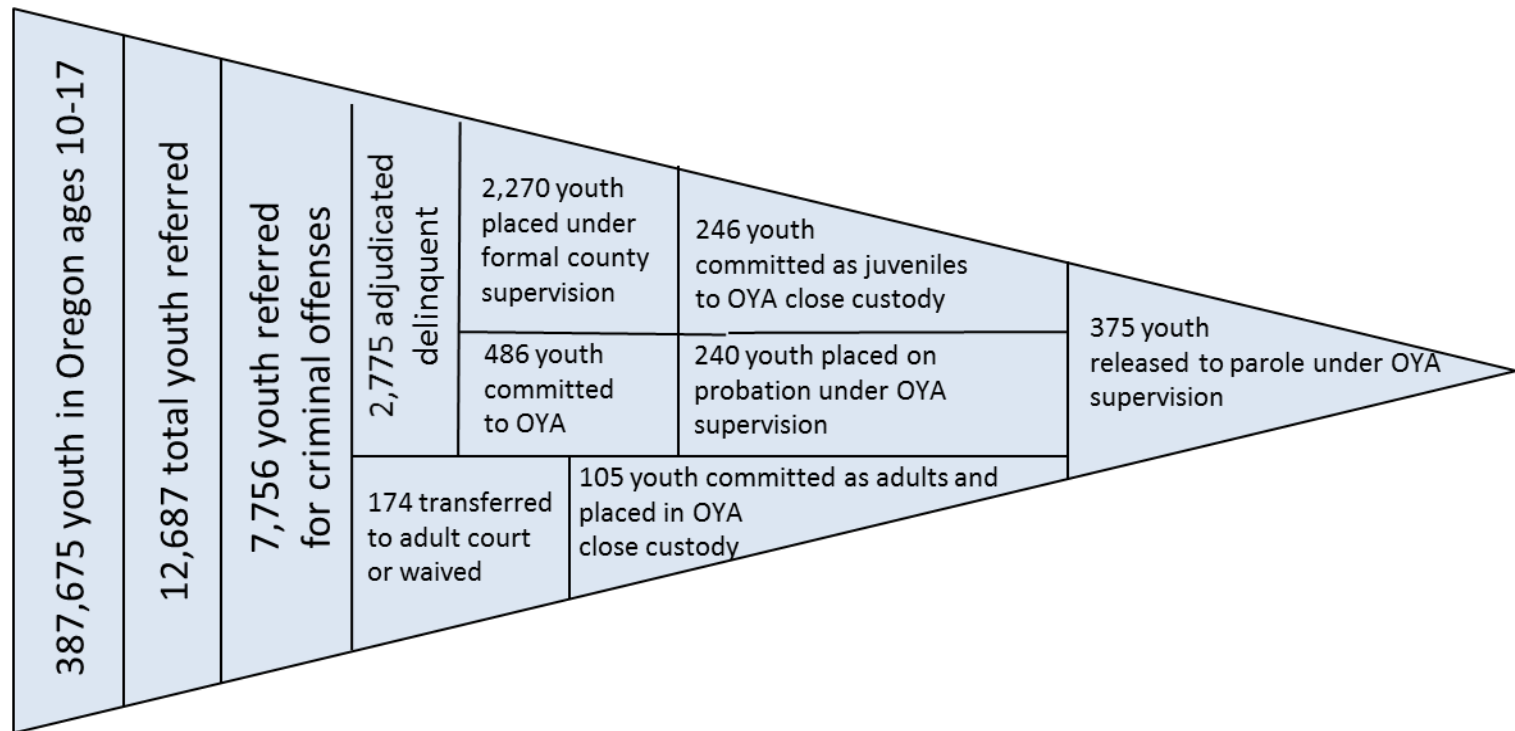 387,675 youth in Oregon ages 10-17
12,687 total youth referred
7,756 youth referred
for criminal offenses
2,775 adjudicated
delinquent
2,270 youth
placed under
formal county
supervision
486 youth
committed
to OYA
246 youth
committed as juveniles
to OYA close custody
240 youth placed on
probation under OYA
supervision
174 transferred
to adult court
or waived
105 youth committed as adults and
placed in OYA
close custody
375 youth
released to parole under OYA
supervision